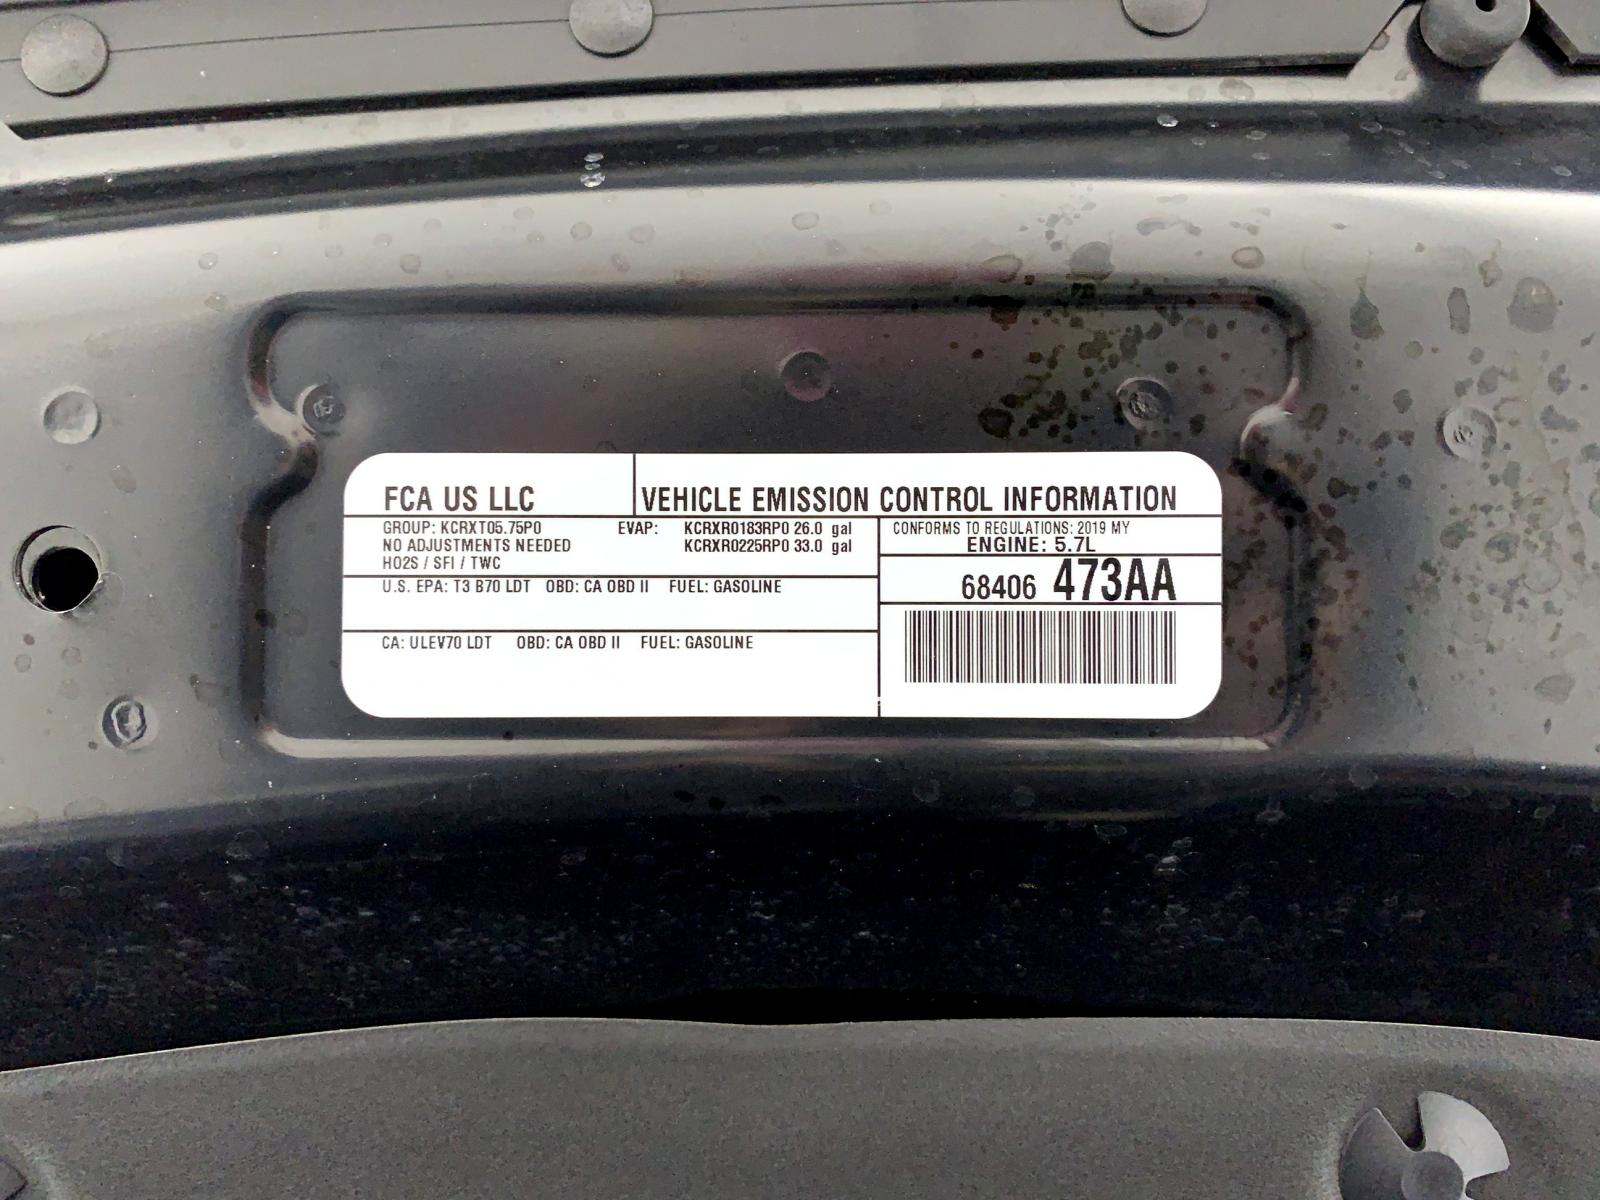 FCA US LLC
VEHICLE EMISSION CONTROL INFORMATION
GROUP: KCRXT05.75P0
NO ADJUSTMENTS NEEDED
HO2S / SFI / TWC
EVAP: KCRXR0183RP0 26.0 gal
KCRXR0225RP0 33.0 gal
CONFORMS TO REGULATIONS: 2019 MY
ENGINE: 5.7L
68406 473AA
U.S. EPA: T3 B70 LDT OBD: CA OBD II FUEL: GASOLINE
CA: ULEV70 LDT OBD: CA OBD II FUEL: GASOLINE